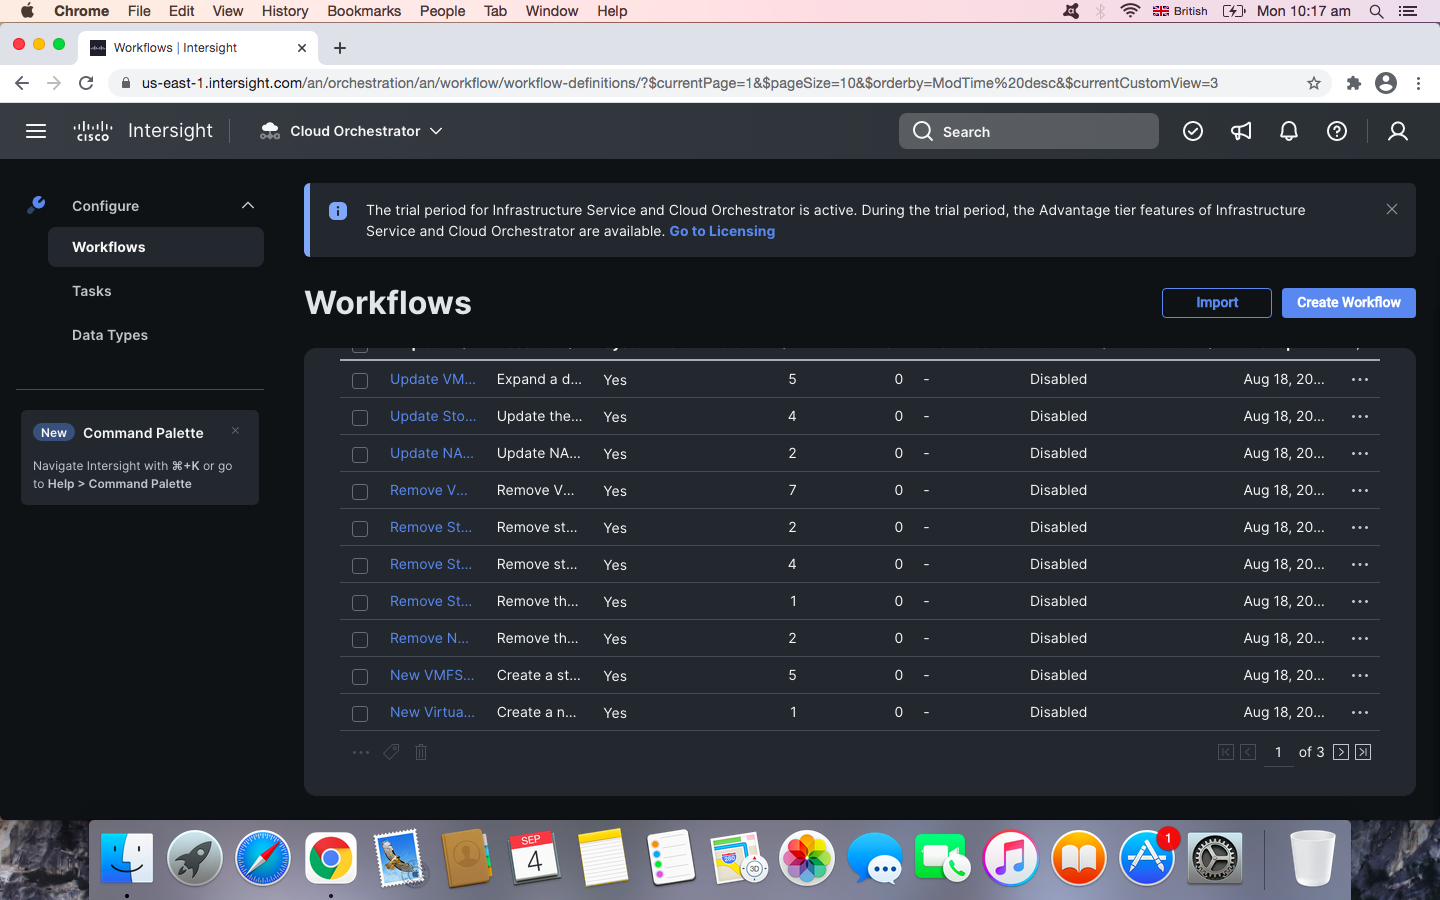 Chrome File Edit View History Bookmarks People Tab Window Help British Mon 10:17 am
Workflows | Intersight
us-east-1.intersight.com/an/orchestration/an/workflow/workflow-definitions/?$currentPage=1&$pageSize=10&$orderby=ModTime%20desc&$currentCustomView=3
CISCO Intersight Cloud Orchestrator Search
Configure
Workflows
Tasks
Data Types
New Command Palette
Navigate Intersight with ⌘+K or go
to Help > Command Palette
The trial period for Infrastructure Service and Cloud Orchestrator is active. During the trial period, the Advantage tier features of Infrastructure
Service and Cloud Orchestrator are available. Go to Licensing
Workflows
Import
Create Workflow
Update VM... Expand a d... Yes 5 0 - Disabled Aug 18, 20... ...
Update Sto... Update the... Yes 4 0 - Disabled Aug 18, 20... ...
Update NA... Update NA... Yes 2 0 - Disabled Aug 18, 20... ...
Remove V... Remove V... Yes 7 0 - Disabled Aug 18, 20... ...
Remove St... Remove st... Yes 2 0 - Disabled Aug 18, 20... ...
Remove St... Remove st... Yes 4 0 - Disabled Aug 18, 20... ...
Remove St... Remove th... Yes 1 0 - Disabled Aug 18, 20... ...
Remove N... Remove th... Yes 2 0 - Disabled Aug 18, 20... ...
New VMFS... Create a st... Yes 5 0 - Disabled Aug 18, 20... ...
New Virtua... Create a n... Yes 1 0 - Disabled Aug 18, 20... ...
1 of 3
SEP
4
280
3D
1